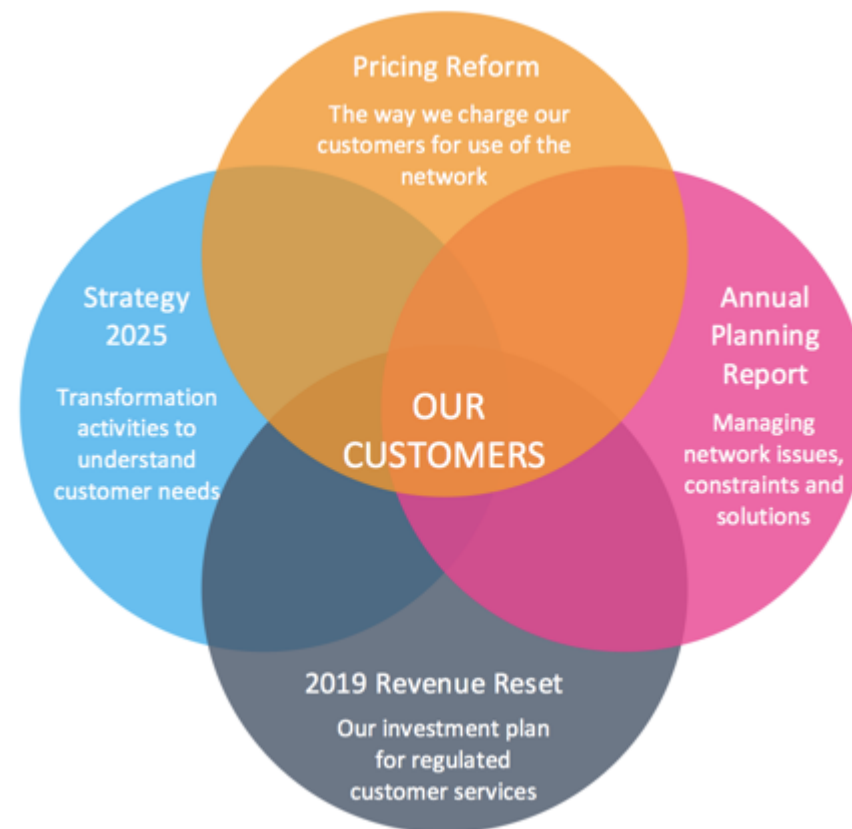 Pricing Reform
The way we charge our
customers for use of the
network
Strategy
2025
Transformation
activities to
understand
customer needs
OUR
CUSTOMERS
Annual
Planning
Report
Managing
network issues,
constraints and
solutions
2019 Revenue Reset
Our investment plan
for regulated
customer services